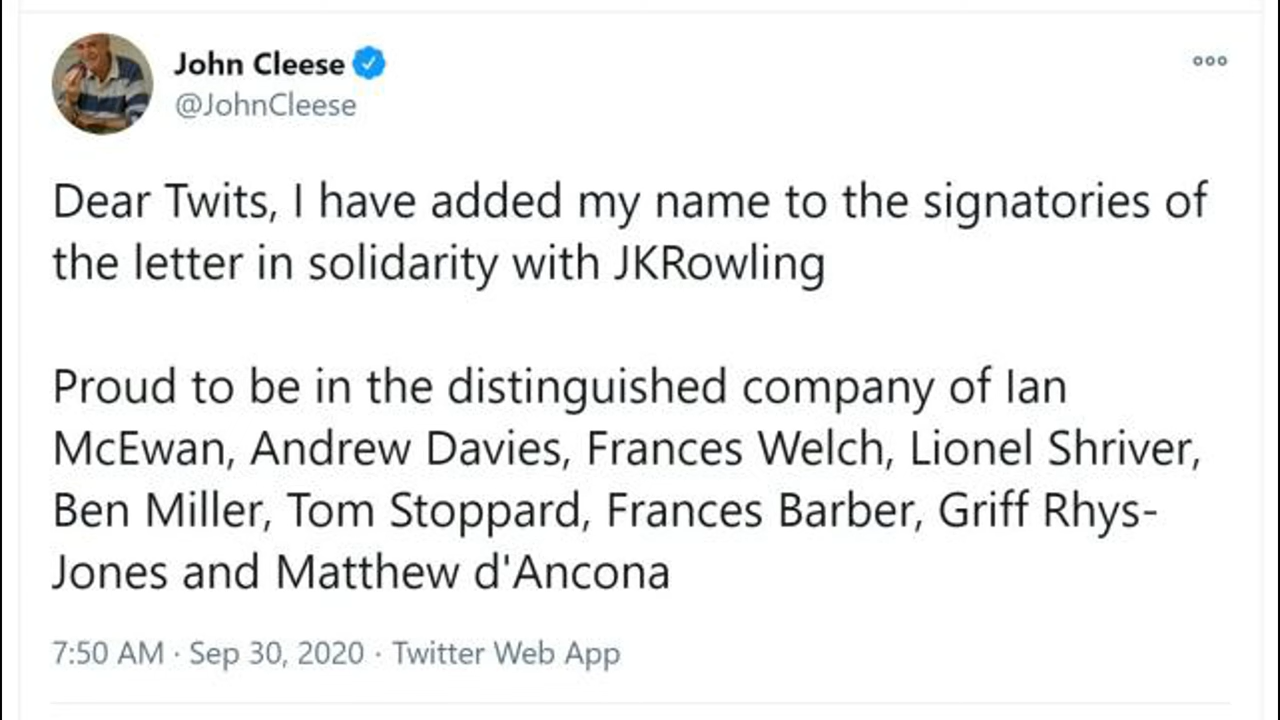 John Cleese
@JohnCleese
Dear Twits, I have added my name to the signatories of
the letter in solidarity with JKRowling
Proud to be in the distinguished company of Ian
McEwan, Andrew Davies, Frances Welch, Lionel Shriver,
Ben Miller, Tom Stoppard, Frances Barber, Griff Rhys-
Jones and Matthew d'Ancona
7:50 AM · Sep 30, 2020 · Twitter Web App